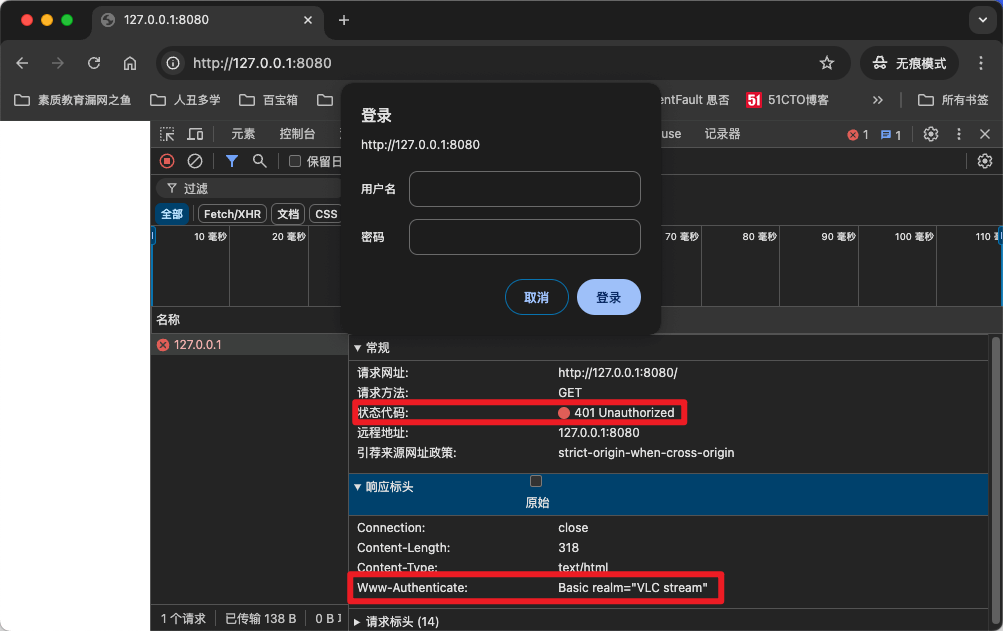 127.0.0.1:8080
http://127.0.0.1:8080
无痕模式
素质教育漏网之鱼 人丑多学 百宝箱 entFault 思否 51 51CTO博客 所有书签
登录
http://127.0.0.1:8080
用户名
密码
取消 登录
元素 控制台 use 记录器 1 1
保留日
过滤
全部 Fetch/XHR 文档 CSS
10 毫秒 20 毫秒 70 毫秒 80 毫秒 90 毫秒 100 毫秒 110
名称
127.0.0.1
常规
请求网址: http://127.0.0.1:8080/
请求方法: GET
状态代码: 401 Unauthorized
远程地址: 127.0.0.1:8080
引荐来源网址政策: strict-origin-when-cross-origin
响应标头
原始
Connection: close
Content-Length: 318
Content-Type: text/html
Www-Authenticate: Basic realm="VLC stream"
请求标头 (14)
1 个请求 已传输 138 B 0 B